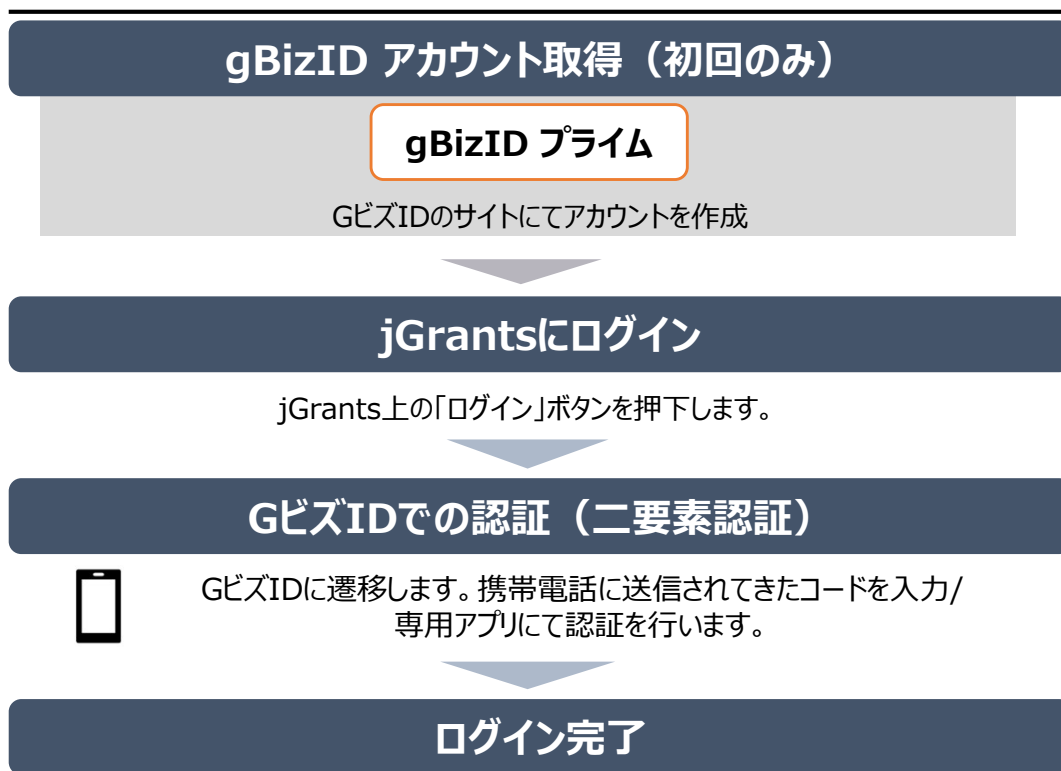 gBizID アカウント取得（初回のみ）
gBizID プライム
GビズIDのサイトにてアカウントを作成
jGrantsにログイン
jGrants上の「ログイン」ボタンを押下します。
GビズIDでの認証（二要素認証）
GビズIDに遷移します。携帯電話に送信されてきたコードを入力/
専用アプリにて認証を行います。
ログイン完了